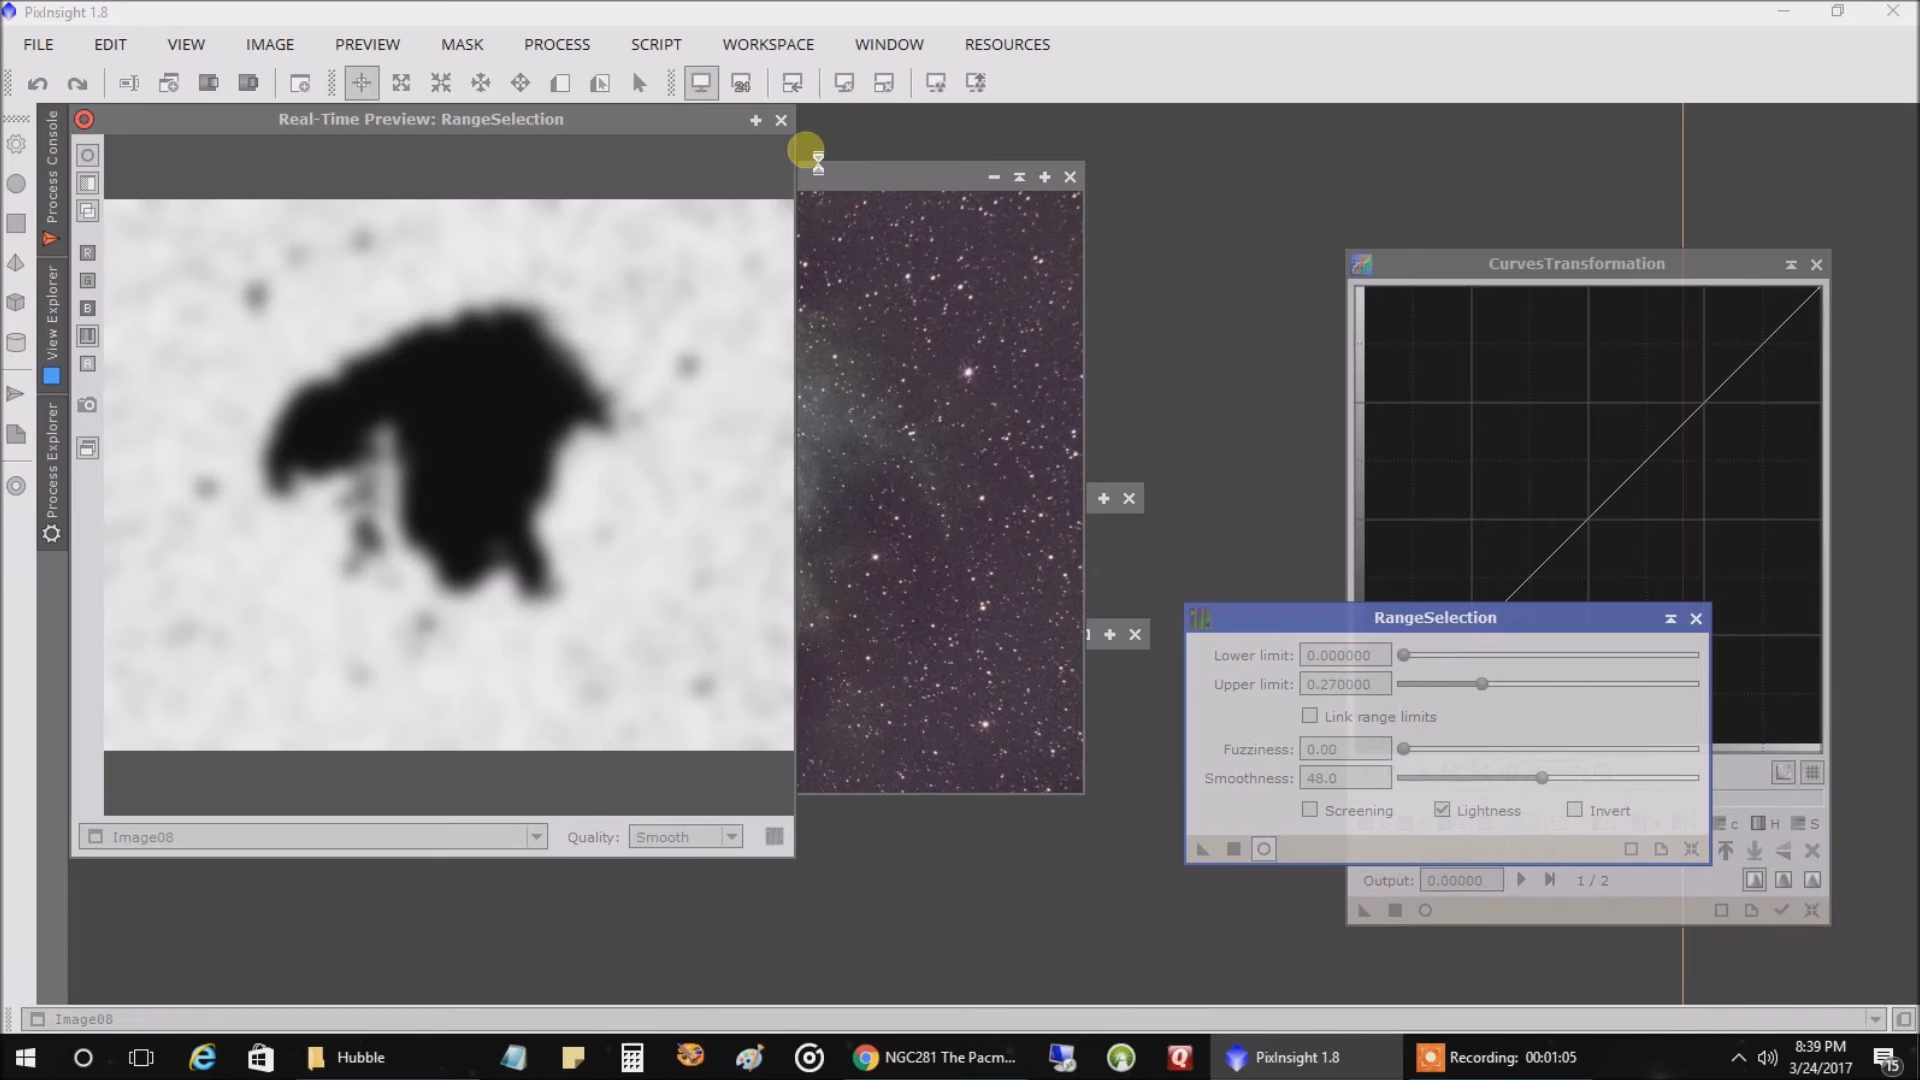 PixInsight 1.8
FILE EDIT VIEW IMAGE PREVIEW MASK PROCESS SCRIPT WORKSPACE WINDOW RESOURCES
24
Process Console
View Explorer
Process Explorer
Real-Time Preview: RangeSelection
R
G
B
A
Image08
Quality: Smooth
CurvesTransformation
RangeSelection
Lower limit: 0.000000
Upper limit: 0.270000
Link range limits
Fuzziness: 0.00
Smoothness: 48.0
Screening Lightness Invert
c H S
Output: 0.00000 1 / 2
Image08
Hubble
NGC281 The Pacm...
PixInsight 1.8
Recording: 00:01:05
8:39 PM
3/24/2017
15